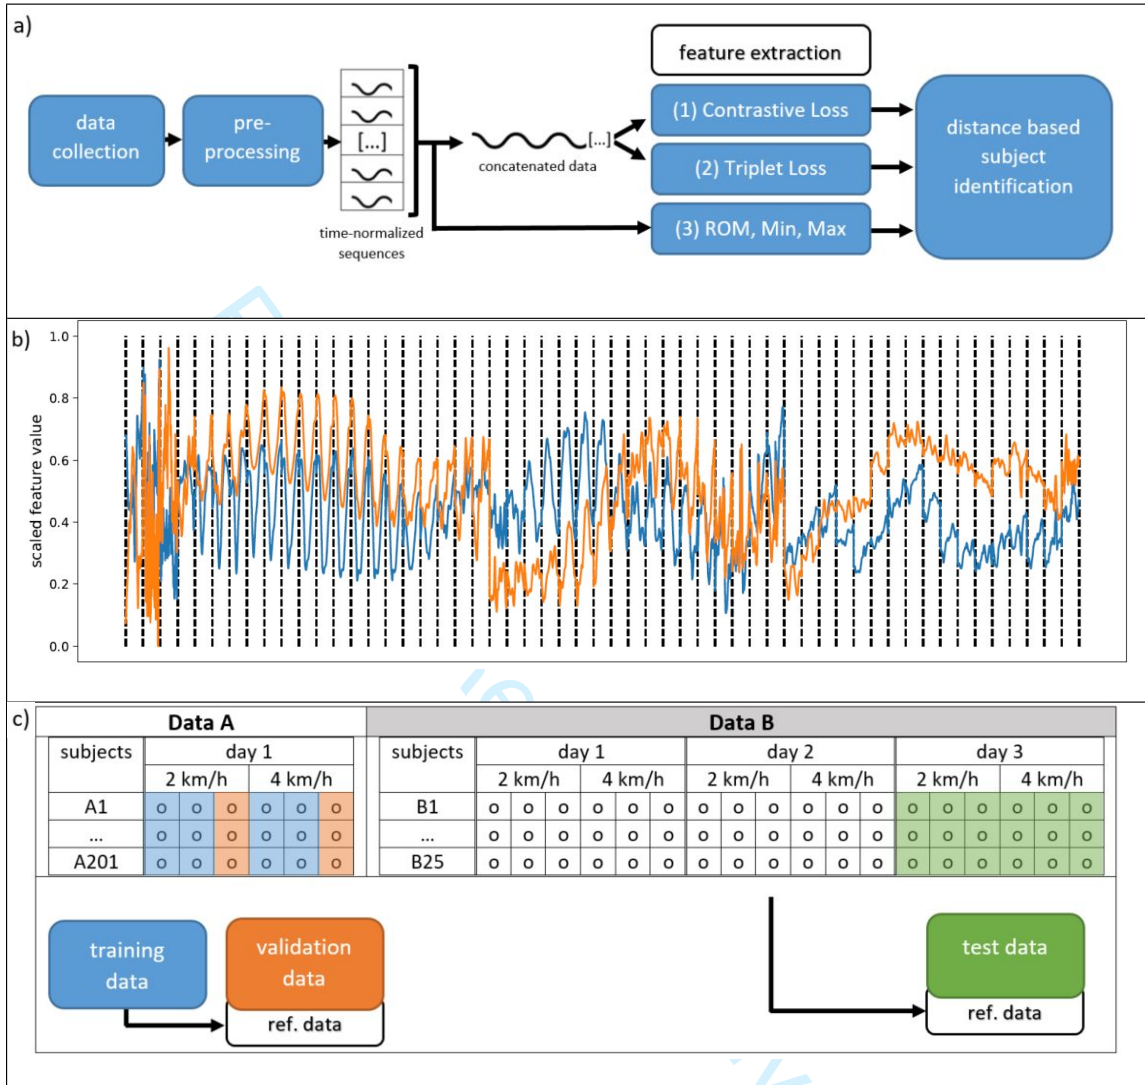 a)
feature extraction
data
collection
pre-
processing
[...]
time-normalized
sequences
[...]
concatenated data
(1) Contrastive Loss
(2) Triplet Loss
(3) ROM, Min, Max
distance based
subject
identification
b)
scaled feature value
1.0
0.8
0.6
0.4
0.2
0.0
c)
Data A Data B
subjects day 1 subjects day 1 day 2 day 3
2 km/h 4 km/h 2 km/h 4 km/h 2 km/h 4 km/h 2 km/h 4 km/h
A1 o o o o o o B1 o o o o o o o o o o o o o o o o o o
... o o o o o o ... o o o o o o o o o o o o o o o o o o
A201 o o o o o o B25 o o o o o o o o o o o o o o o o o o
training
data
validation
data
ref. data
test data
ref. data